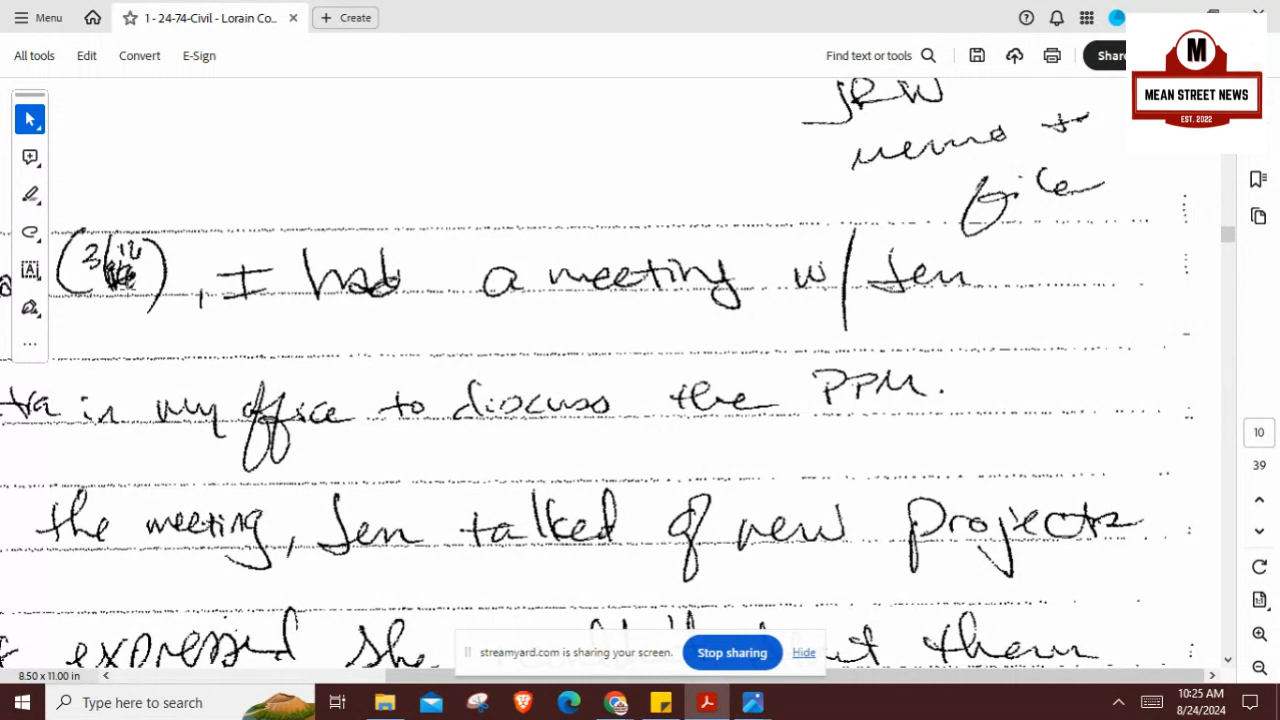 Menu
1 - 24-74-Civil - Lorain Co...
Create
All tools Edit Convert E-Sign
Find text or tools
Share
M
MEAN STREET NEWS
EST. 2022
JRW
memo to
file
, I had a meeting w/ Jen
in my office to discuss the PPM.
the meeting, Jen talked of new projects
expressed she them
streamyard.com is sharing your screen. Stop sharing Hide
10
39
8.50 x 11.00 in
Type here to search
10:25 AM
8/24/2024